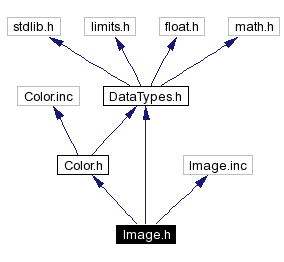 stdlib.h
limits.h
float.h
math.h
Color.inc
DataTypes.h
Color.h
Image.inc
Image.h